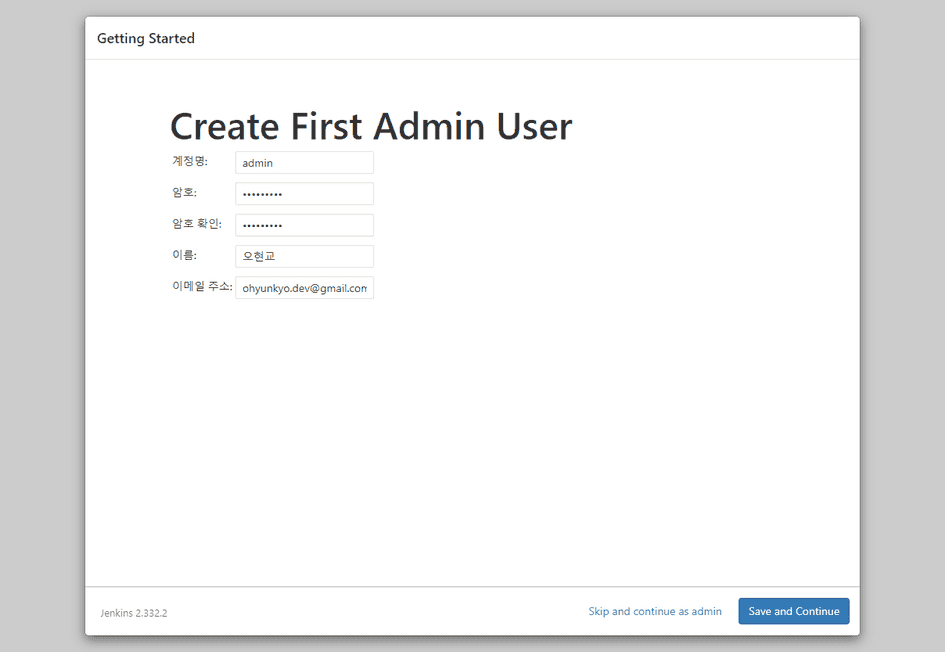 Getting Started
Create First Admin User
계정명: admin
암호: •••••••••
암호 확인: •••••••••
이름: 오현교
이메일 주소: ohyunkyo.dev@gmail.com
Jenkins 2.332.2 Skip and continue as admin Save and Continue